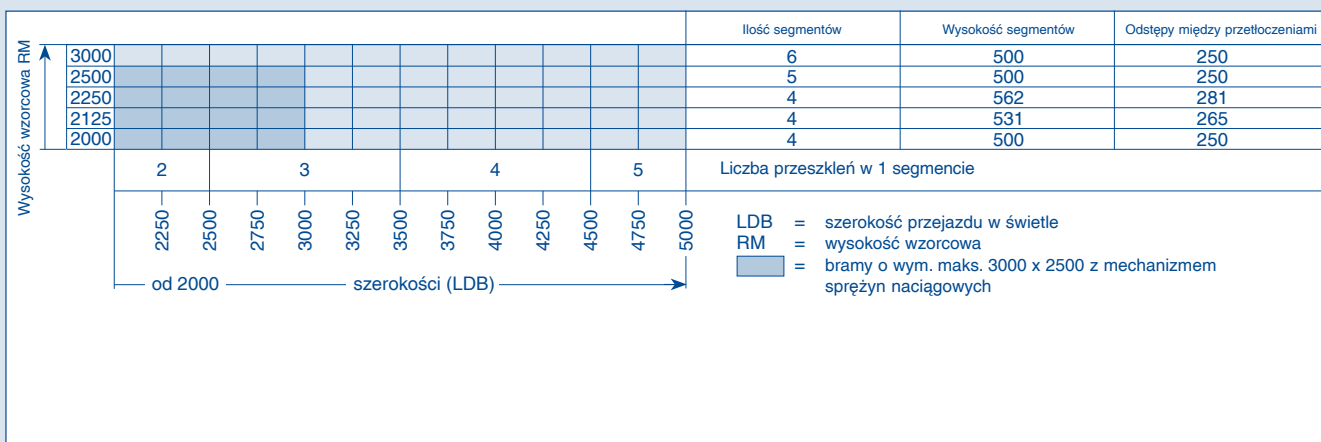 Ilość segmentów Wysokość segmentów Odstępy między przetłoczeniami
Wysokość wzorcowa RM
3000 6 500 250
2500 5 500 250
2250 4 562 281
2125 4 531 265
2000 4 500 250
2 3 4 5 Liczba przeszkleń w 1 segmencie
2250 2500 2750 3000 3250 3500 3750 4000 4250 4500 4750 5000
od 2000 szerokości (LDB)
LDB = szerokość przejazdu w świetle
RM = wysokość wzorcowa
= bramy o wym. maks. 3000 x 2500 z mechanizmem
sprężyn naciągowych